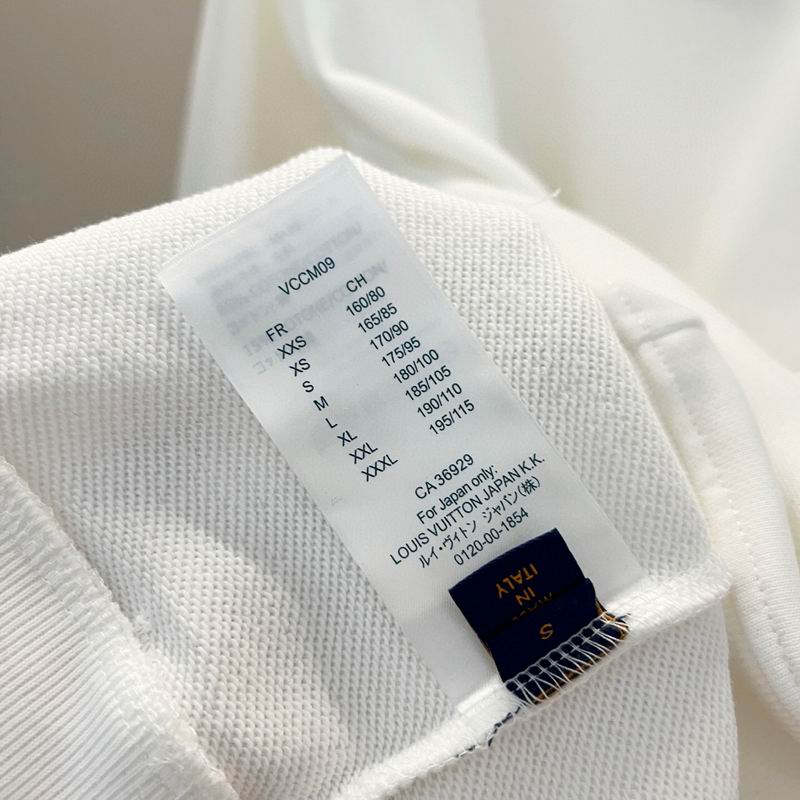 VCCM09
FR CH
XXS 160/80
XS 165/85
S 170/90
M 175/95
L 180/100
XL 185/105
XXL 190/110
XXXL 195/115
CA 36929
For Japan only:
LOUIS VUITTON JAPAN K.K.
ルイ・ヴィトン ジャパン(株)
0120-00-1854
IN
ITALY
S